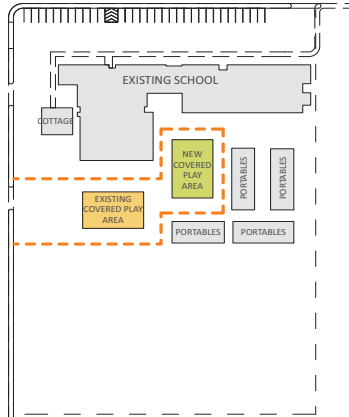 EXISTING SCHOOL
COTTAGE
NEW
COVERED
PLAY
AREA
PORTABLES
PORTABLES
EXISTING
COVERED PLAY
AREA
PORTABLES
PORTABLES